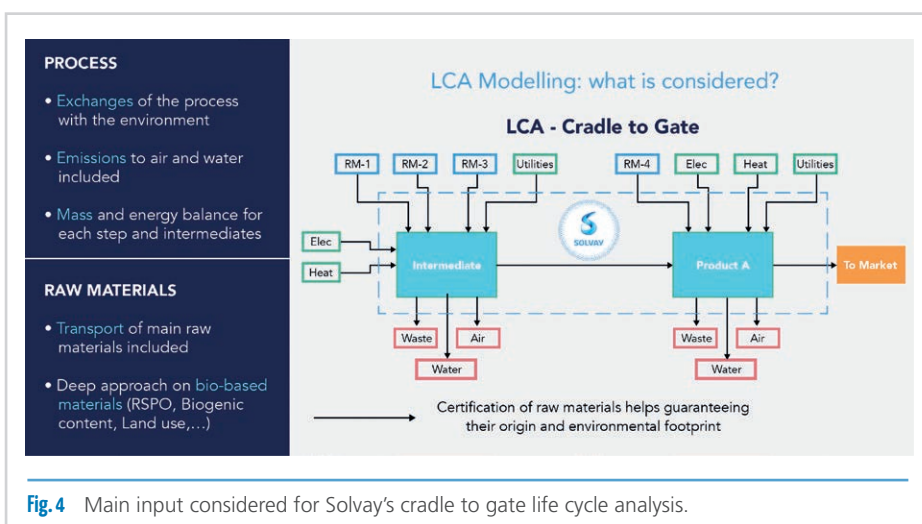 PROCESS
• Exchanges of the process
with the environment
• Emissions to air and water
included
• Mass and energy balance for
each step and intermediates
RAW MATERIALS
• Transport of main raw
materials included
• Deep approach on bio-based
materials (RSPO, Biogenic
content, Land use,...)
LCA Modelling: what is considered?
LCA - Cradle to Gate
RM-1 RM-2 RM-3 Utilities RM-4 Elec Heat Utilities
SOLVAY
Elec
Heat
Intermediate
Product A
To Market
Waste Air Waste Air
Water Water
Certification of raw materials helps guaranteeing
their origin and environmental footprint
Fig. 4 Main input considered for Solvay's cradle to gate life cycle analysis.